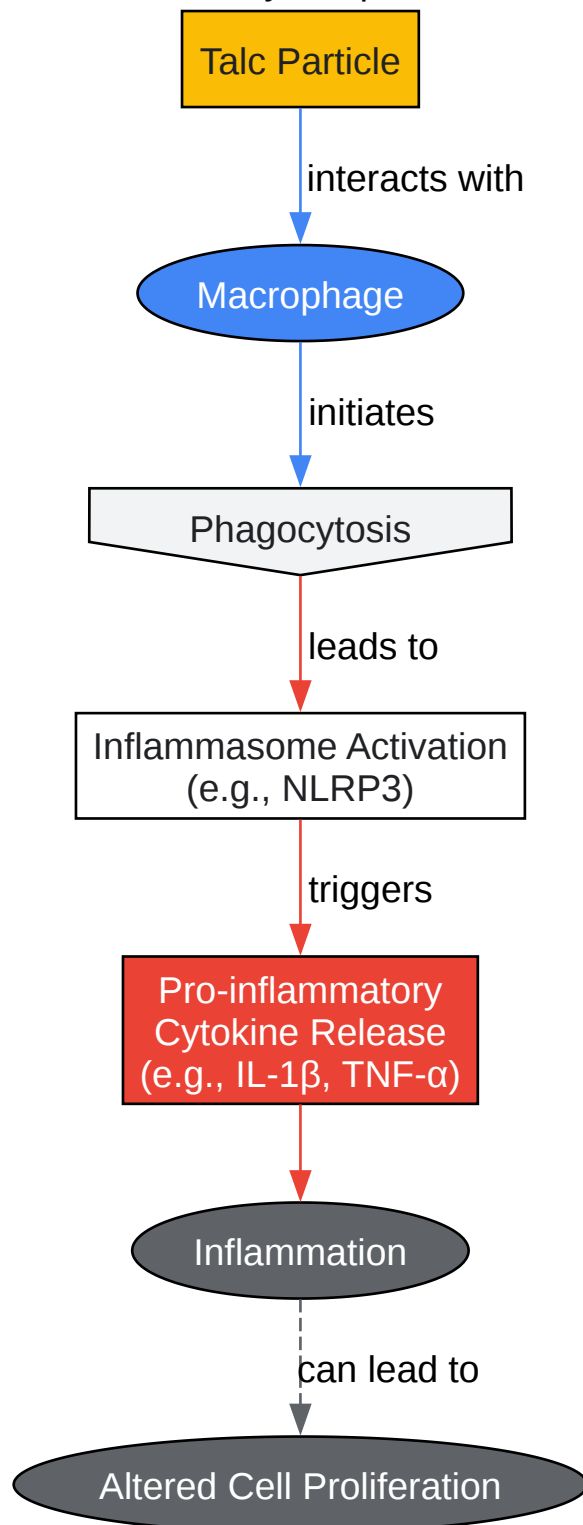 Talc Particle
interacts with
Macrophage
initiates
Phagocytosis
leads to
Inflammasome Activation
(e.g., NLRP3)
triggers
Pro-inflammatory
Cytokine Release
(e.g., IL-1β, TNF-α)
Inflammation
can lead to
Altered Cell Proliferation